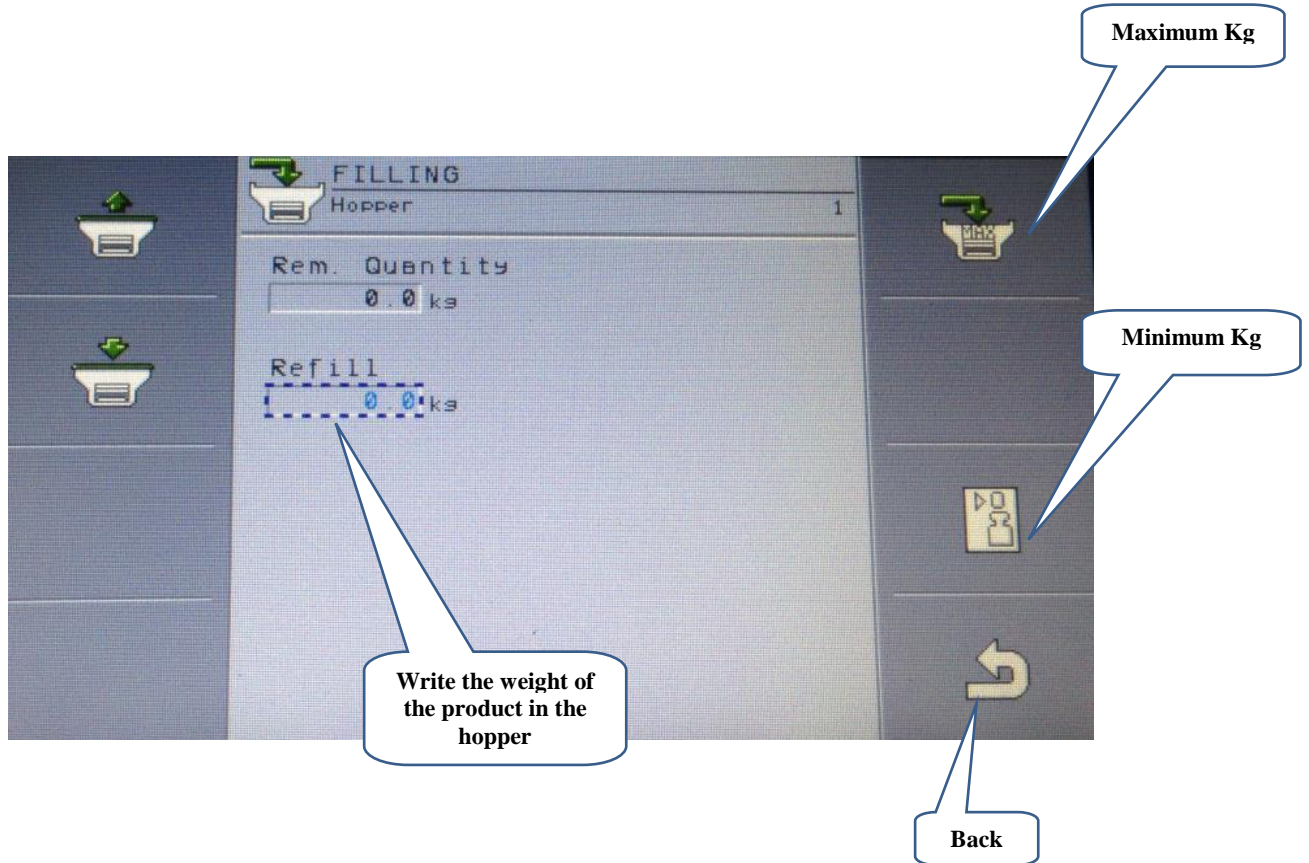 Maximum Kg
FILLING
Hopper 1
MAX
Rem. Quantity
0.0 kg
Minimum Kg
Refill
0.0 kg
Write the weight of
the product in the
hopper
Back